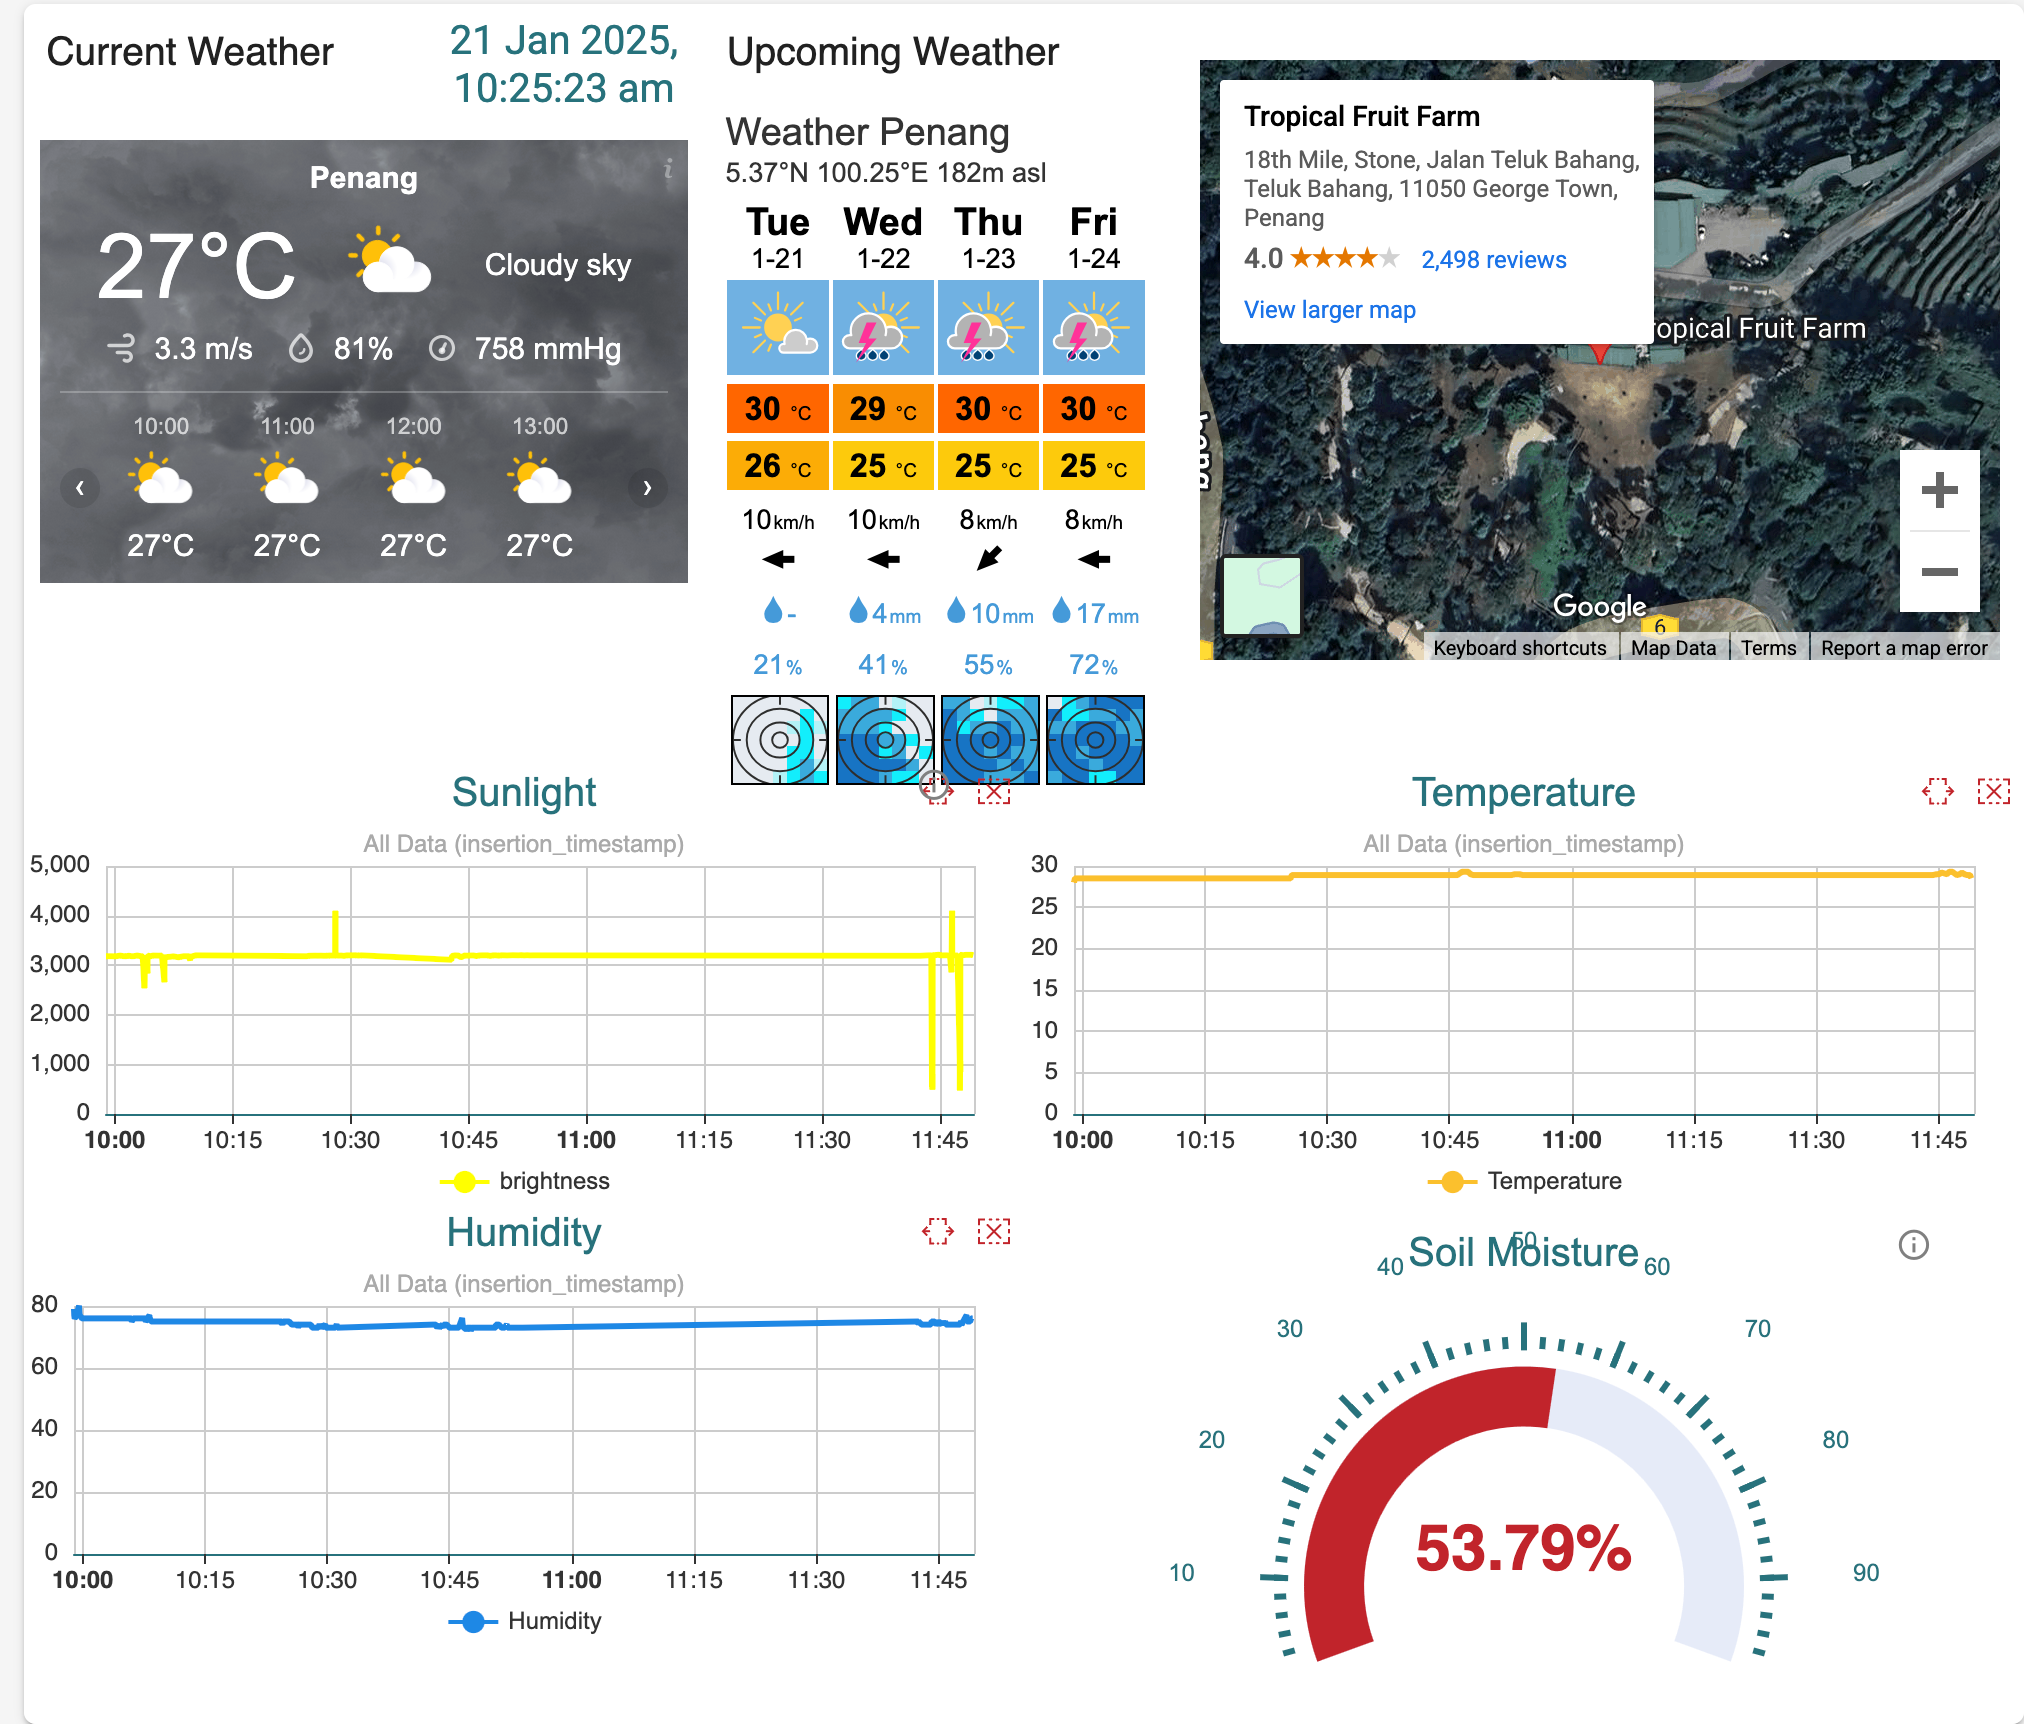 Current Weather
21 Jan 2025,
10:25:23 am
Penang
27°C
Cloudy sky
3.3 m/s 81% 758 mmHg
10:00 11:00 12:00 13:00
27°C 27°C 27°C 27°C
Upcoming Weather
Weather Penang
5.37°N 100.25°E 182m asl
Tue Wed Thu Fri
1-21 1-22 1-23 1-24
30 °C 29 °C 30 °C 30 °C
26 °C 25 °C 25 °C 25 °C
10 km/h 10 km/h 8 km/h 8 km/h
- 4 mm 10 mm 17 mm
21% 41% 55% 72%
Tropical Fruit Farm
18th Mile, Stone, Jalan Teluk Bahang,
Teluk Bahang, 11050 George Town,
Penang
4.0 2,498 reviews
View larger map
ropical Fruit Farm
Google
6
Keyboard shortcuts Map Data Terms Report a map error
Sunlight
All Data (insertion_timestamp)
5,000
4,000
3,000
2,000
1,000
0
10:00 10:15 10:30 10:45 11:00 11:15 11:30 11:45
brightness
Temperature
All Data (insertion_timestamp)
30
25
20
15
10
5
0
10:00 10:15 10:30 10:45 11:00 11:15 11:30 11:45
Temperature
Humidity
All Data (insertion_timestamp)
80
60
40
20
0
10:00 10:15 10:30 10:45 11:00 11:15 11:30 11:45
Humidity
Soil Moisture
10
20
30
40
50
60
70
80
90
53.79%